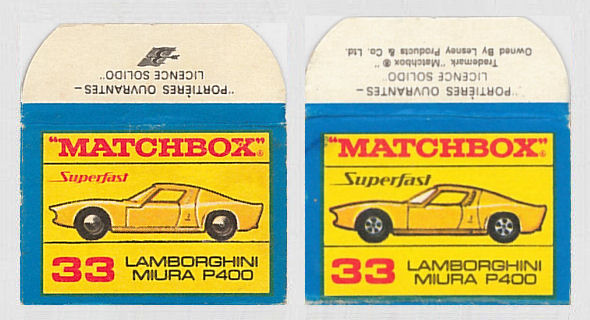 "PORTIÈRES OUVRANTES–
LICENCE SOLIDO"
"MATCHBOX"®
Superfast
33 LAMBORGHINI
MIURA P400
"PORTIÈRES OUVRANTES–
LICENCE SOLIDO"
Trademark "Matchbox"®
Owned By Lesney Products & Co. Ltd.
"MATCHBOX"®
Superfast
33 LAMBORGHINI
MIURA P400